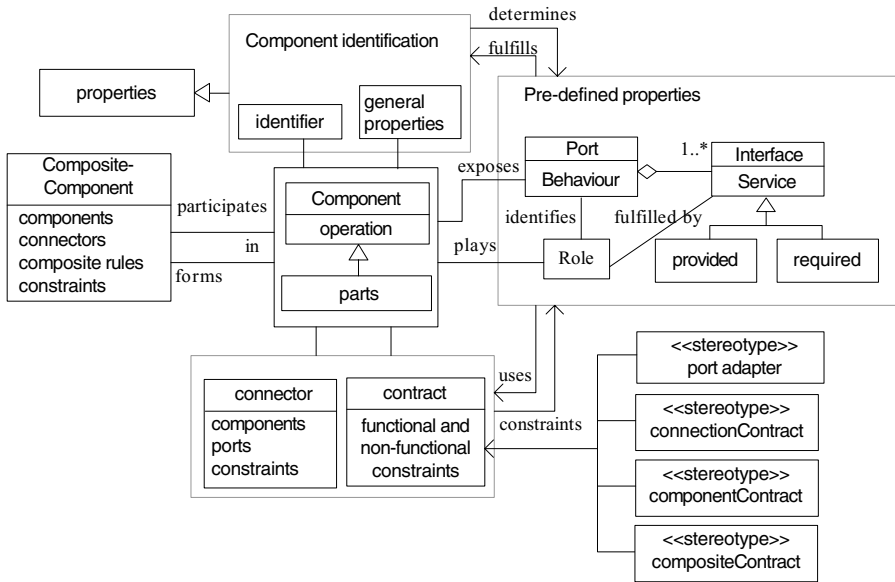 determines
Component identification
fulfills
properties
general
properties
identifier
Pre-defined properties
Composite-
Component
components
connectors
composite rules
constraints
participates
in
forms
Component
operation
parts
exposes
plays
Port
Behaviour
1..*
Interface
Service
identifies
fulfilled by
Role
provided
required
connector
components
ports
constraints
contract
functional and
non-functional
constraints
uses
constraints
<<stereotype>>
port adapter
<<stereotype>>
connectionContract
<<stereotype>>
componentContract
<<stereotype>>
compositeContract